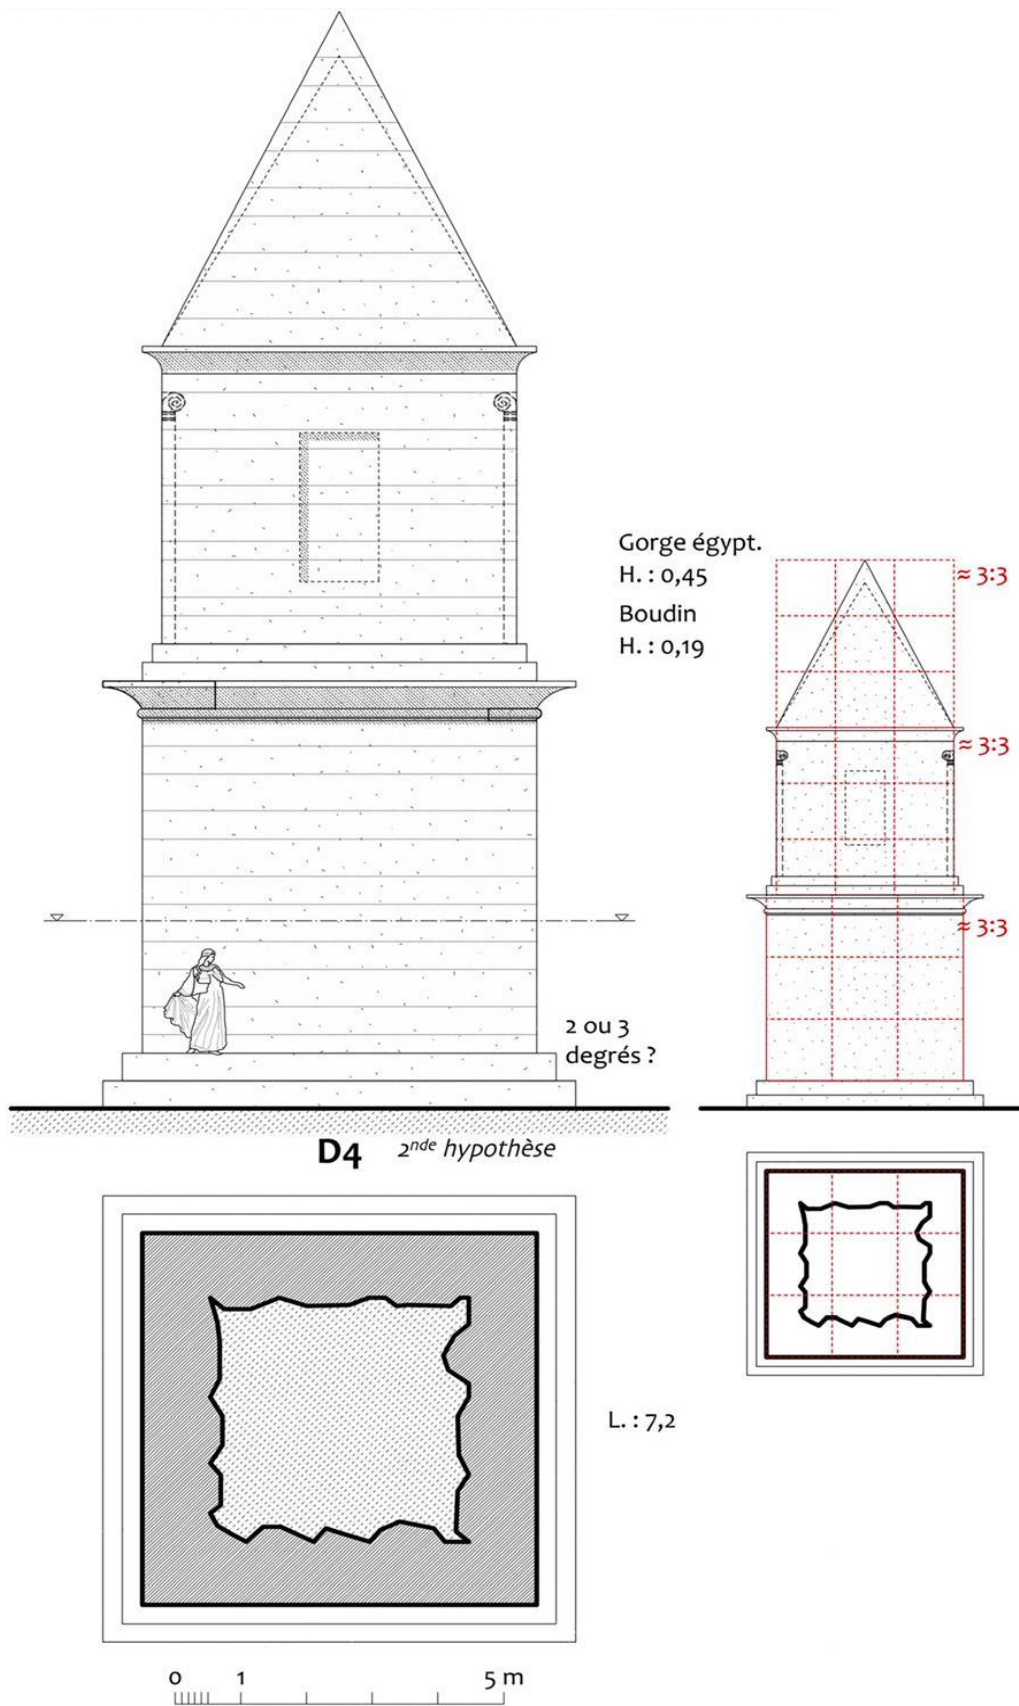 Gorge égypt.
H. : 0,45
Boudin
H. : 0,19
≈ 3:3
≈ 3:3
≈ 3:3
2 ou 3
degrés ?
D4 2nde hypothèse
L. : 7,2
0 1 5 m